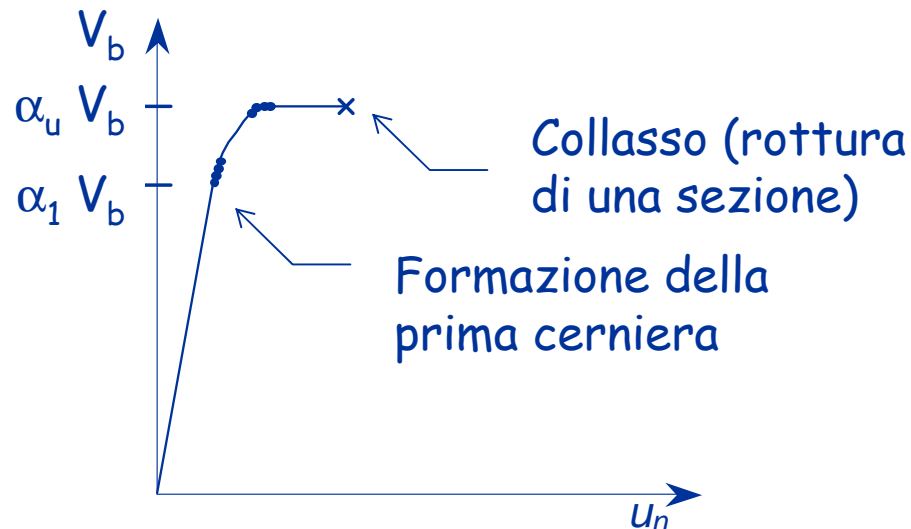 V_b
α_u V_b
α_1 V_b
Collasso (rottura
di una sezione)
Formazione della
prima cerniera
u_n